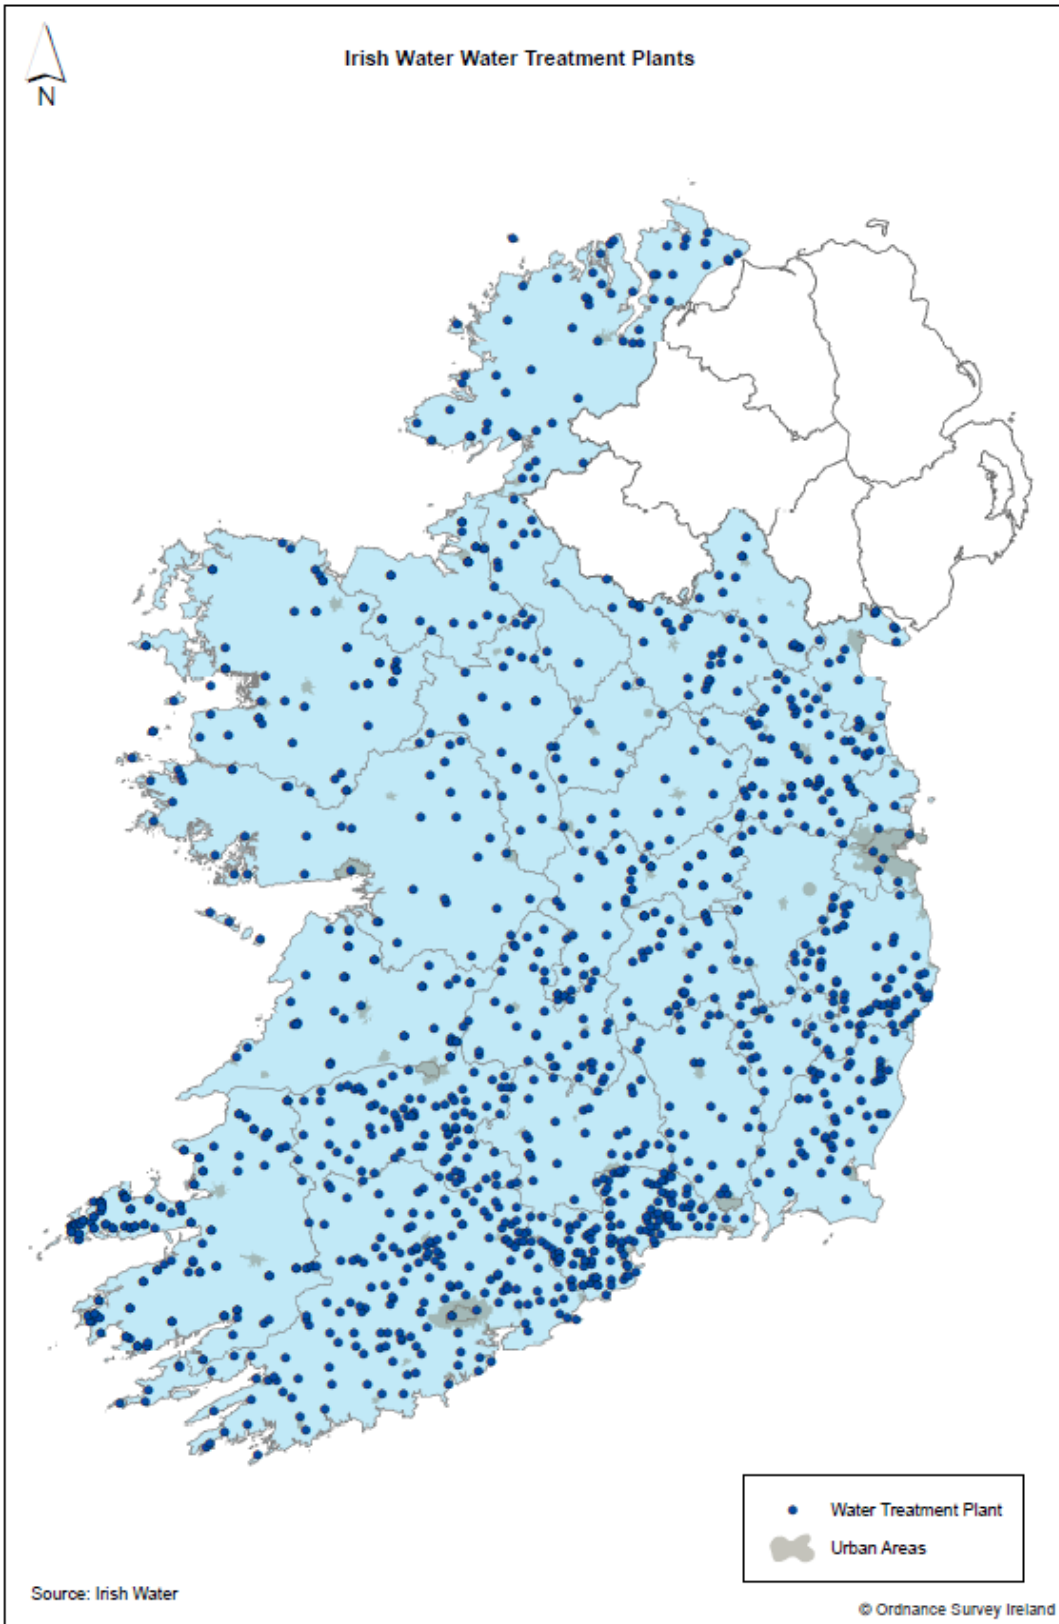 Irish Water Water Treatment Plants
N
Water Treatment Plant
Urban Areas
Source: Irish Water
© Ordnance Survey Ireland